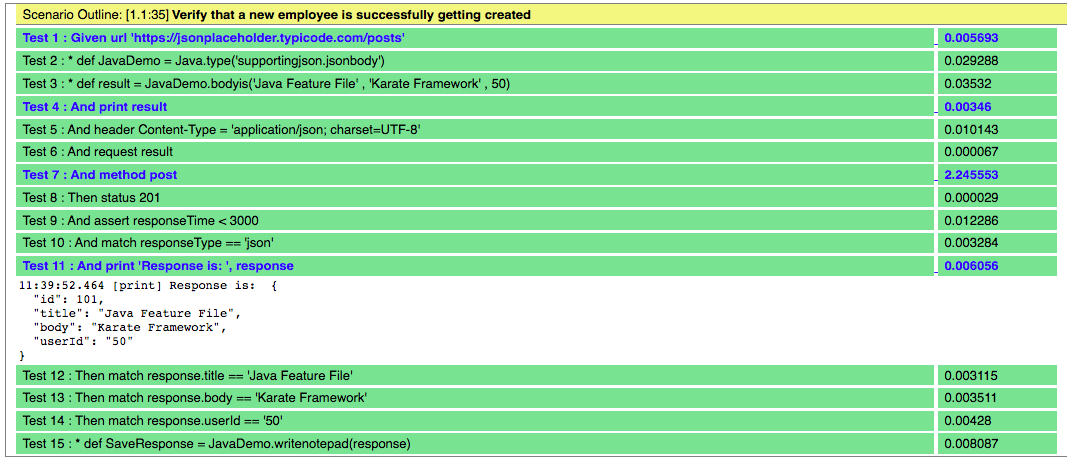 Scenario Outline: [1.1:35] Verify that a new employee is successfully getting created
Test 1 : Given url 'https://jsonplaceholder.typicode.com/posts' 0.005693
Test 2 : * def JavaDemo = Java.type('supportingjson.jsonbody') 0.029288
Test 3 : * def result = JavaDemo.bodyis('Java Feature File' , 'Karate Framework' , 50) 0.03532
Test 4 : And print result 0.00346
Test 5 : And header Content-Type = 'application/json; charset=UTF-8' 0.010143
Test 6 : And request result 0.000067
Test 7 : And method post 2.245553
Test 8 : Then status 201 0.000029
Test 9 : And assert responseTime < 3000 0.012286
Test 10 : And match responseType == 'json' 0.003284
Test 11 : And print 'Response is: ', response 0.006056
11:39:52.464 [print] Response is:  {
  "id": 101,
  "title": "Java Feature File",
  "body": "Karate Framework",
  "userId": "50"
}
Test 12 : Then match response.title == 'Java Feature File' 0.003115
Test 13 : Then match response.body == 'Karate Framework' 0.003511
Test 14 : Then match response.userId == '50' 0.00428
Test 15 : * def SaveResponse = JavaDemo.writenotepad(response) 0.008087